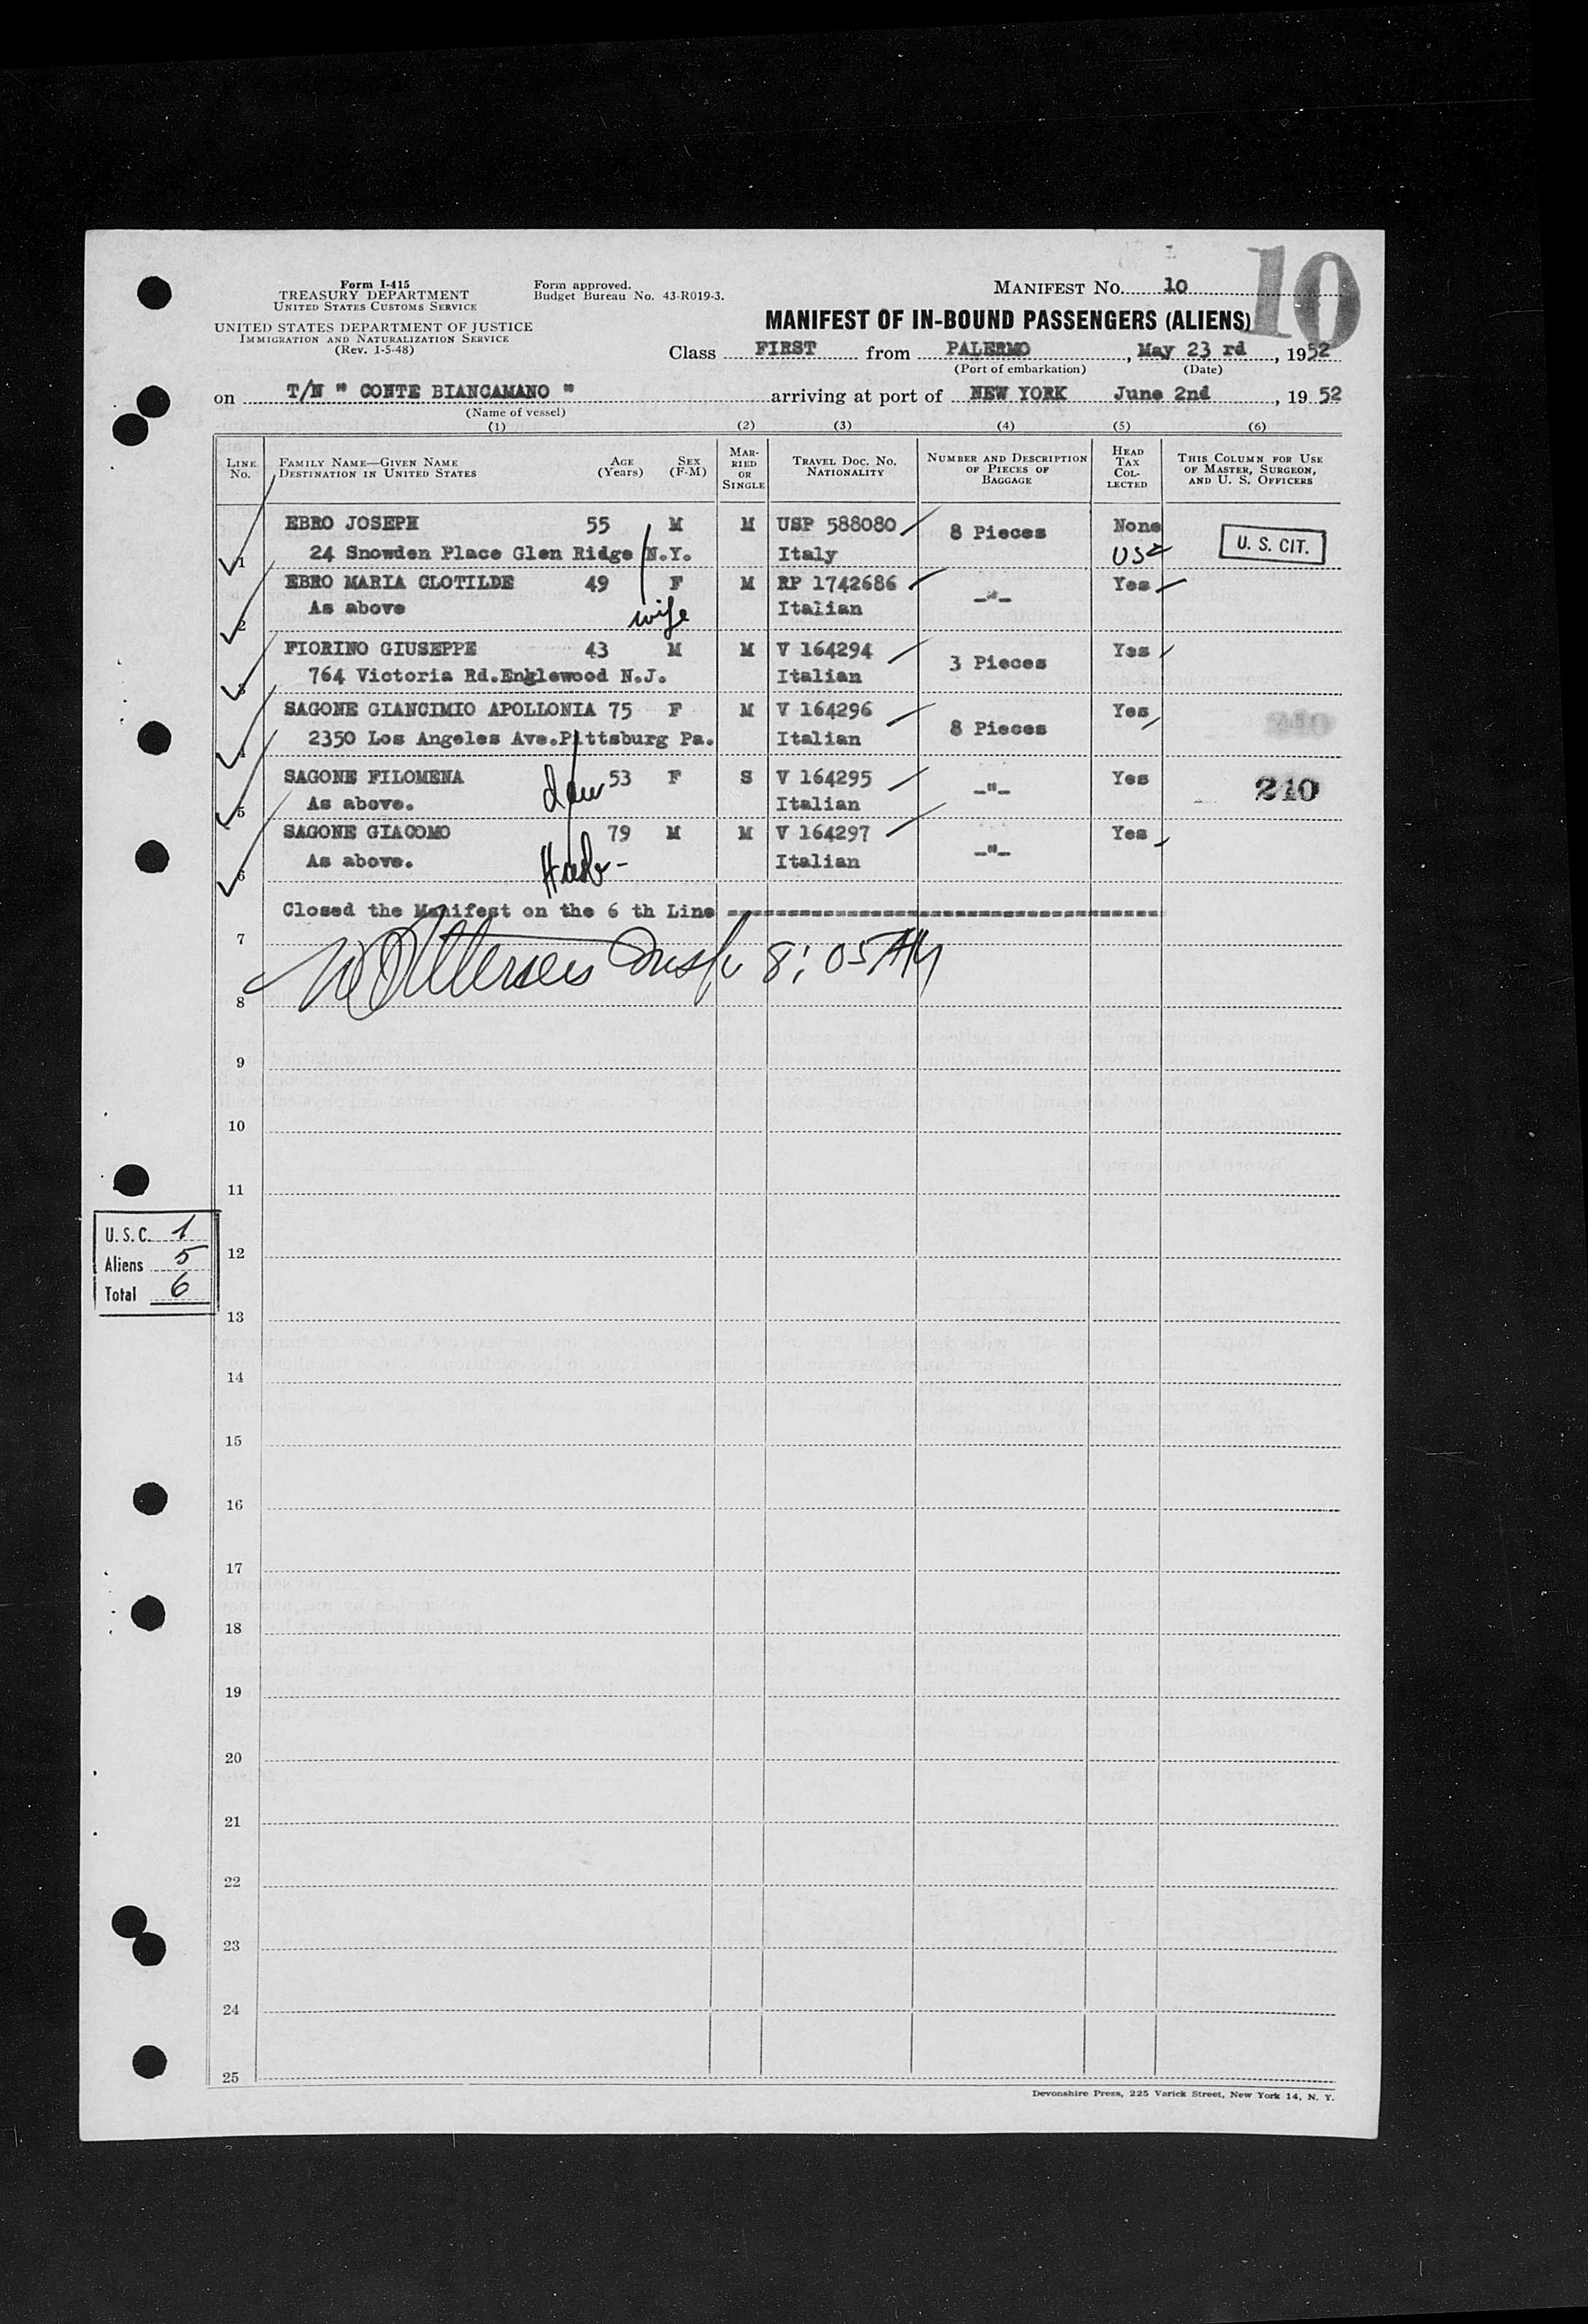 10
Form I-415
TREASURY DEPARTMENT
UNITED STATES CUSTOMS SERVICE
UNITED STATES DEPARTMENT OF JUSTICE
IMMIGRATION AND NATURALIZATION SERVICE
(Rev. 1-5-48)
Form approved.
Budget Bureau No. 43-R019-3.
MANIFEST NO. 10
MANIFEST OF IN-BOUND PASSENGERS (ALIENS)
Class FIRST from PALERMO, May 23 rd, 1952
(Port of embarkation) (Date)
on T/N " CONTE BIANCAMANO " arriving at port of NEW YORK June 2nd, 19 52
(Name of vessel)
(1) (2) (3) (4) (5) (6)
LINE NO. FAMILY NAME—GIVEN NAME DESTINATION IN UNITED STATES AGE (Years) SEX (F-M) MARRIED OR SINGLE TRAVEL DOC. NO. NATIONALITY NUMBER AND DESCRIPTION OF PIECES OF BAGGAGE HEAD TAX COLLECTED THIS COLUMN FOR USE OF MASTER, SURGEON, AND U. S. OFFICERS
EBRO JOSEPH 55 M M USP 588080 8 Pieces None U. S. CIT.
1 24 Snowden Place Glen Ridge N.Y. Italy
EBRO MARIA CLOTILDE 49 F M RP 1742686 -"- Yes
2 As above wife Italian
FIORINO GIUSEPPE 43 M M V 164294 3 Pieces Yes
3 764 Victoria Rd.Englewood N.J. Italian
SAGONE GIANCIMIO APOLLONIA 75 F M V 164296 8 Pieces Yes
4 2350 Los Angeles Ave.Pittsburg Pa. Italian
SAGONE FILOMENA dau 53 F S V 164295 -"- Yes 240
5 As above. Italian
SAGONE GIACOMO 79 M M V 164297 -"- Yes
6 As above. Husb- Italian
Closed the Manifest on the 6 th Line
7
Insp 8:05 AM
8
9
10
11
U.S.C. 1
Aliens 5
Total 6
12
13
14
15
16
17
18
19
20
21
22
23
24
25
Devonshire Press, 225 Varick Street, New York 14, N. Y.